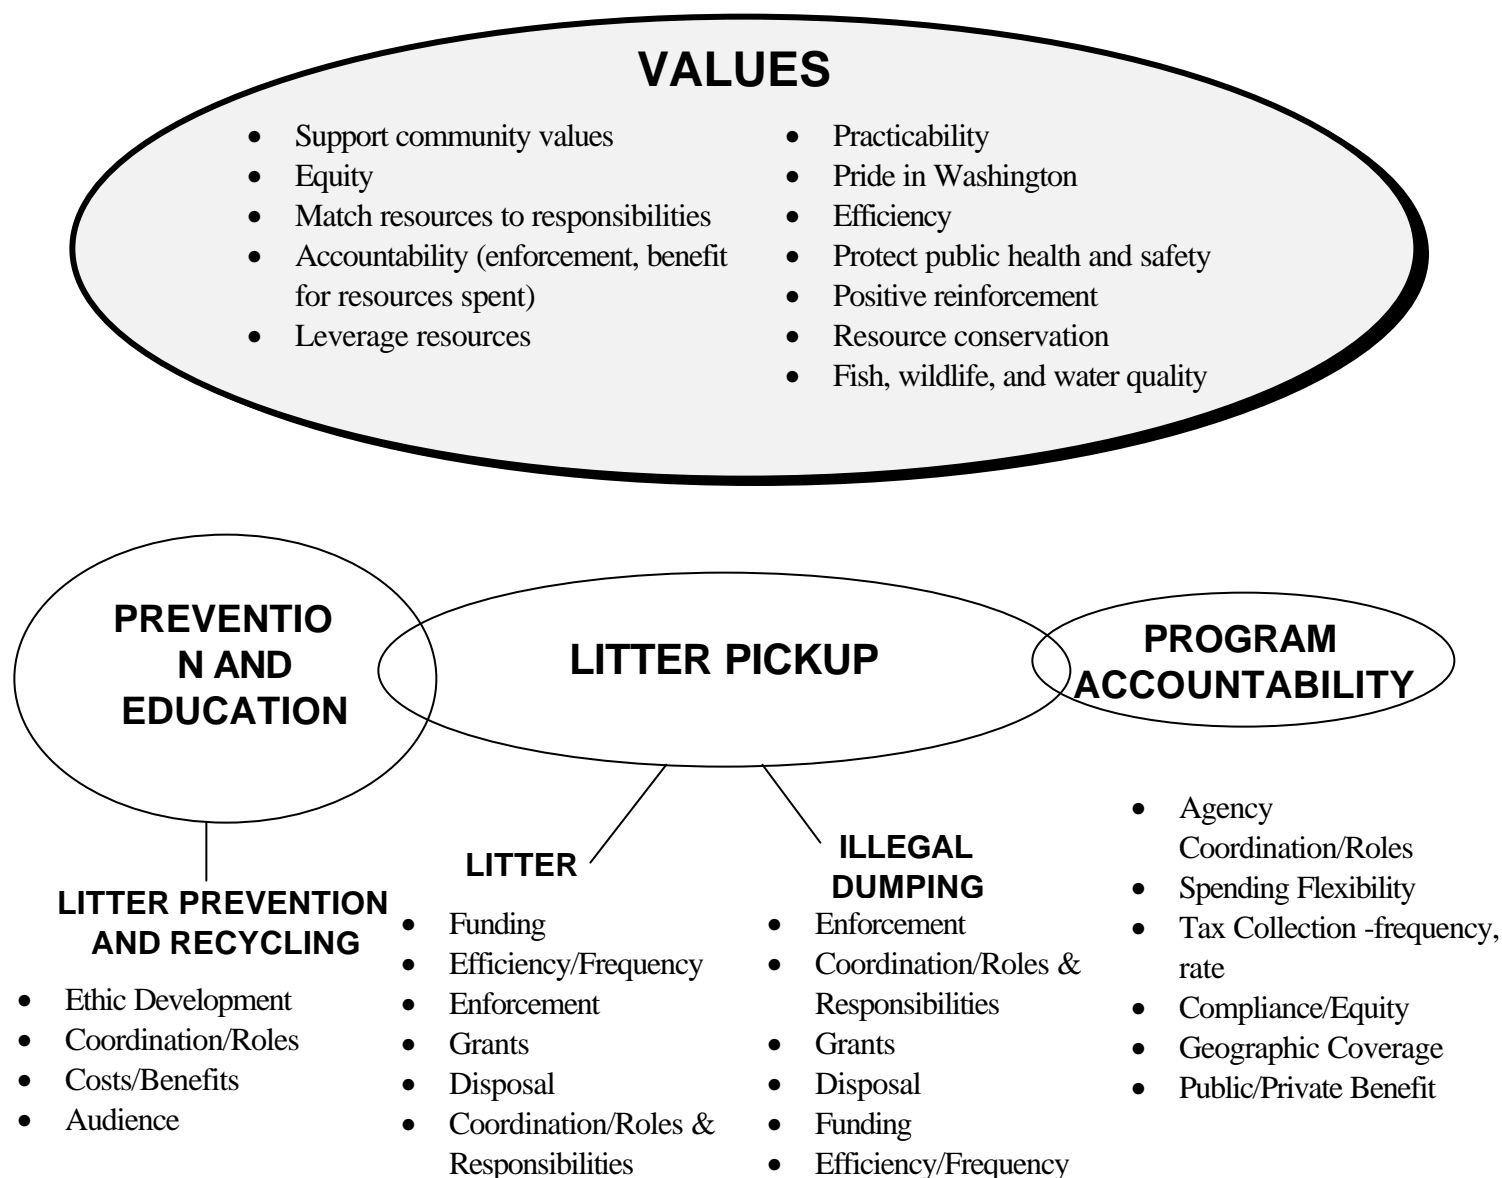 VALUES
• Support community values
• Equity
• Match resources to responsibilities
• Accountability (enforcement, benefit
for resources spent)
• Leverage resources
• Practicability
• Pride in Washington
• Efficiency
• Protect public health and safety
• Positive reinforcement
• Resource conservation
• Fish, wildlife, and water quality
PREVENTIO
N AND
EDUCATION
LITTER PICKUP
PROGRAM
ACCOUNTABILITY
LITTER PREVENTION
AND RECYCLING
• Ethic Development
• Coordination/Roles
• Costs/Benefits
• Audience
LITTER
• Funding
• Efficiency/Frequency
• Enforcement
• Grants
• Disposal
• Coordination/Roles &
Responsibilities
ILLEGAL
DUMPING
• Enforcement
• Coordination/Roles &
Responsibilities
• Grants
• Disposal
• Funding
• Efficiency/Frequency
• Agency
Coordination/Roles
• Spending Flexibility
• Tax Collection -frequency,
rate
• Compliance/Equity
• Geographic Coverage
• Public/Private Benefit